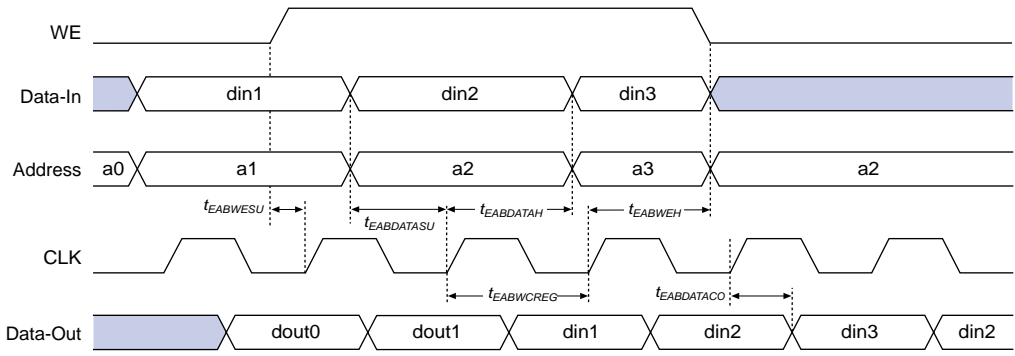 WE
Data-In din1 din2 din3
Address a0 a1 a2 a3 a2
tEABWESU tEABDATASU tEABDATAH tEABWEH
CLK
tEABWCREG tEABDATACO
Data-Out dout0 dout1 din1 din2 din3 din2